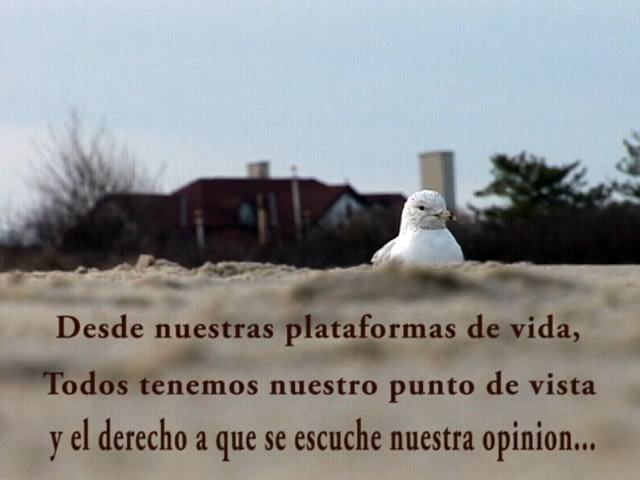 Desde nuestras plataformas de vida,
Todos tenemos nuestro punto de vista
y el derecho a que se escuche nuestra opinion...